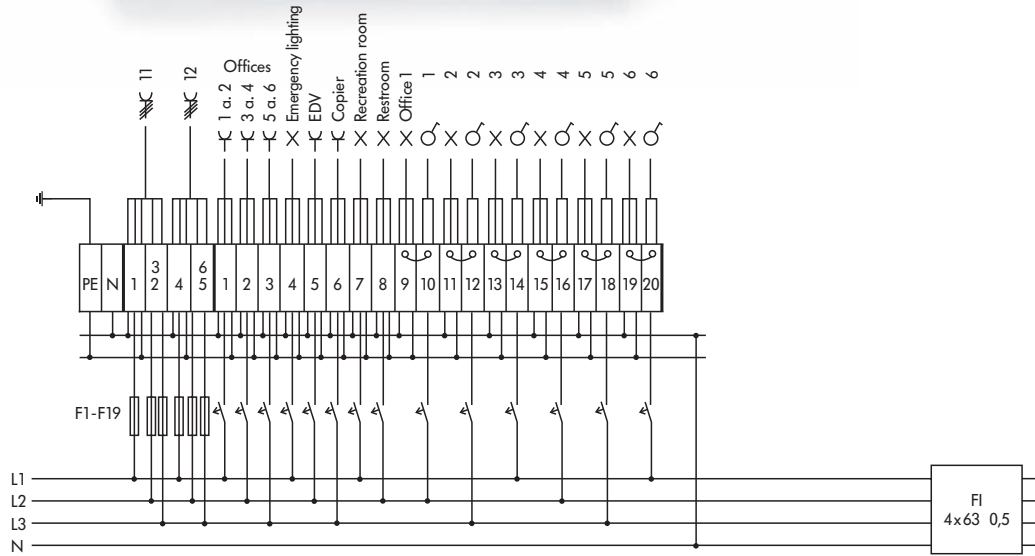 Offices
11
12
1 a. 2
3 a. 4
5 a. 6
Emergency lighting
EDV
Copier
Recreation room
Restroom
Office 1
1
2
2
3
3
4
4
5
5
6
6
PE N 1 3 2 4 6 5 1 2 3 4 5 6 7 8 9 10 11 12 13 14 15 16 17 18 19 20
F1-F19
L1
L2
L3
N
FI
4x63 0,5